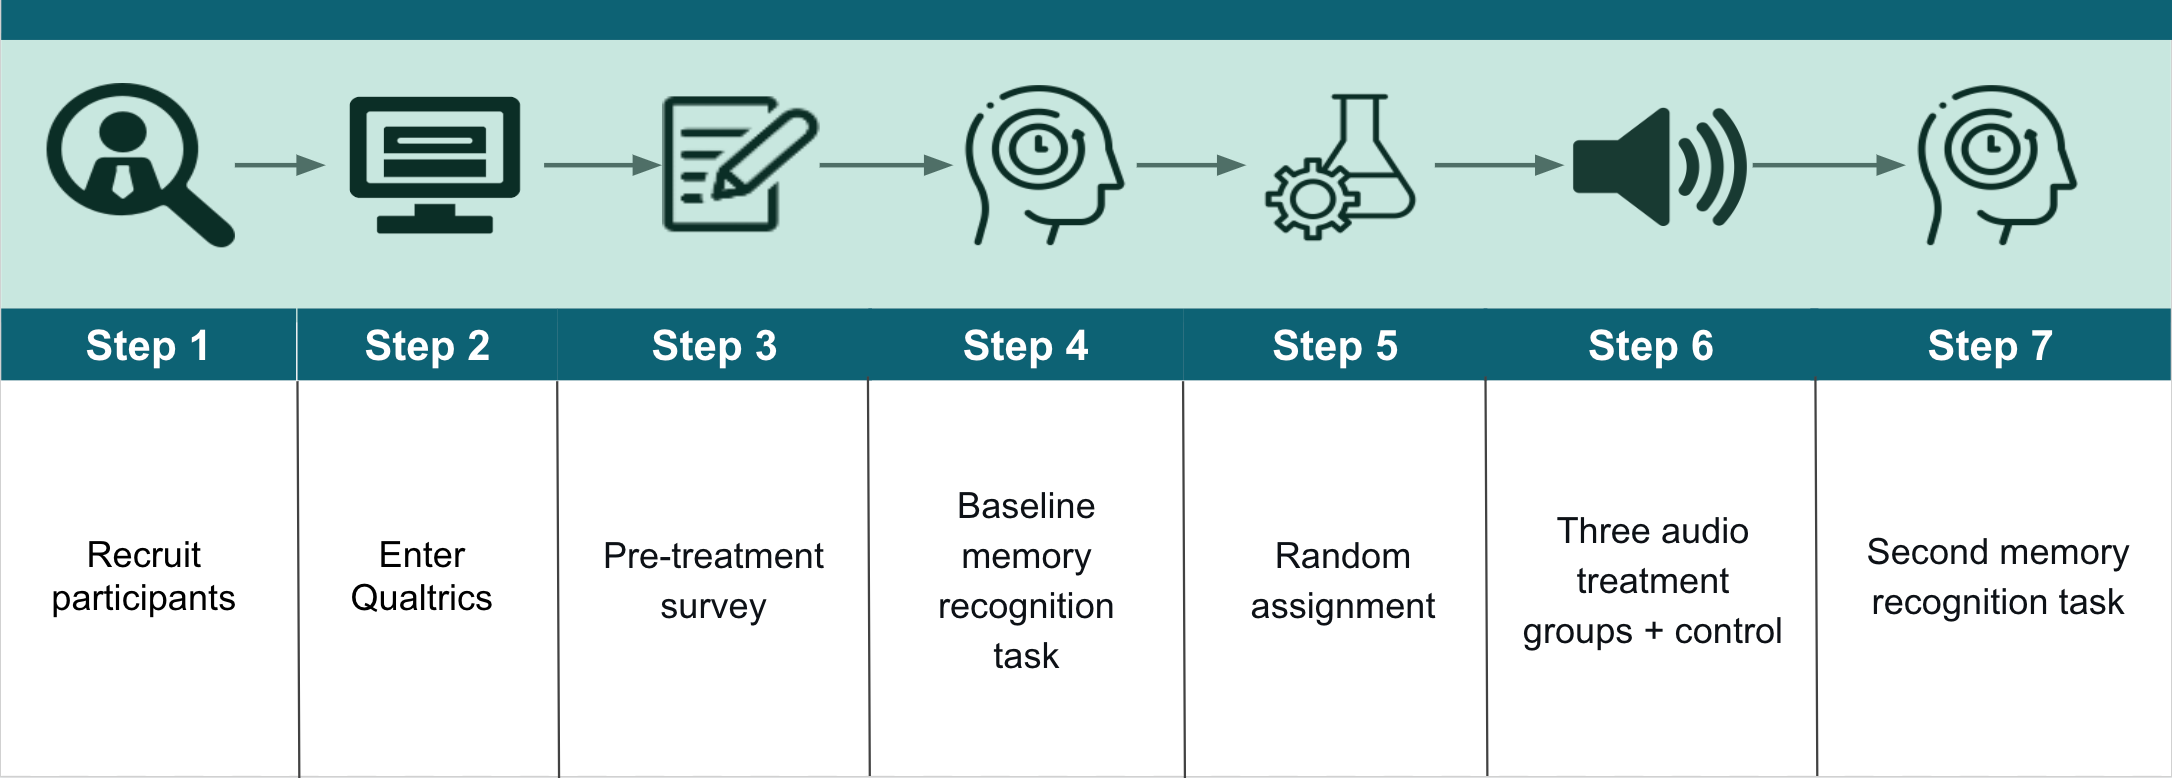 Step 1
Step 2
Step 3
Step 4
Step 5
Step 6
Step 7
Recruit
participants
Enter
Qualtrics
Pre-treatment
survey
Baseline
memory
recognition
task
Random
assignment
Three audio
treatment
groups + control
Second memory
recognition task